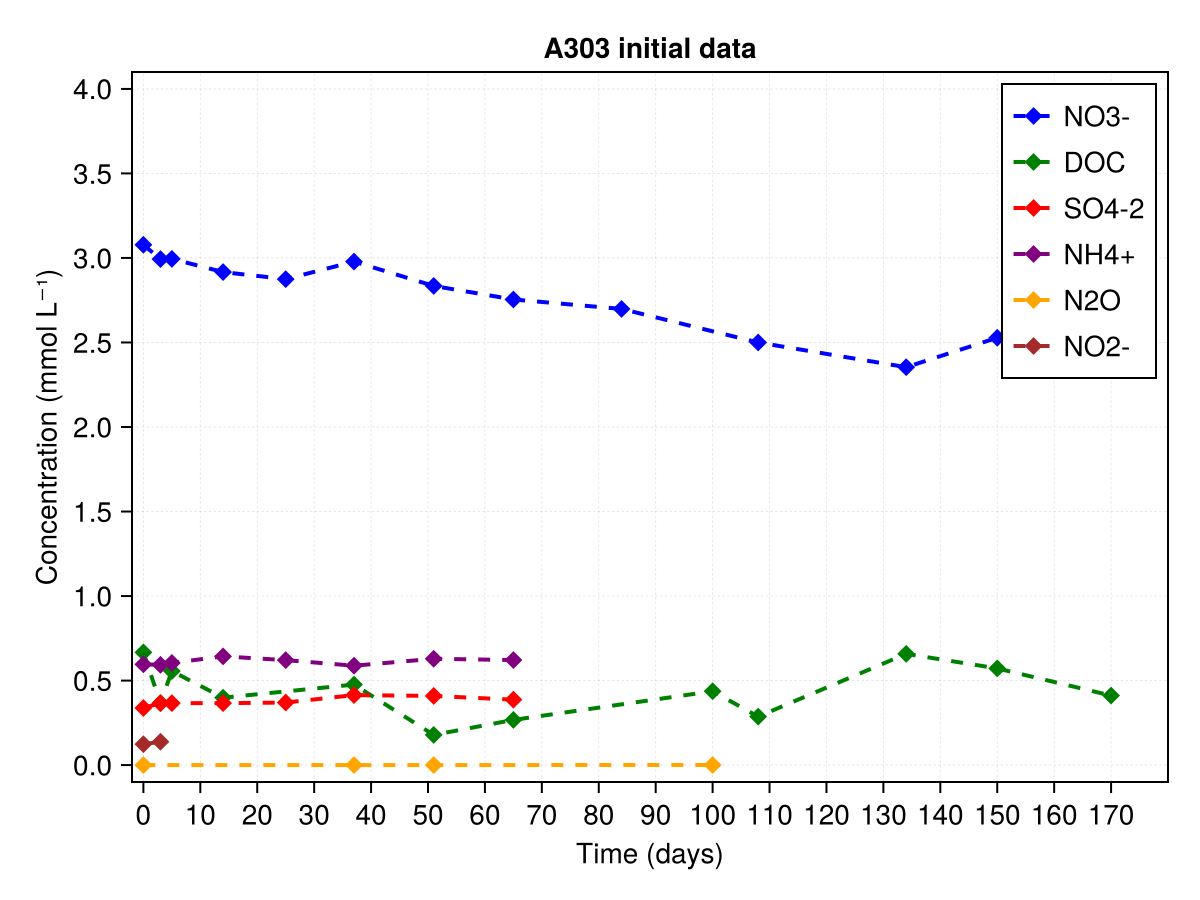 A303 initial data
4.0
3.5
3.0
2.5
2.0
1.5
1.0
0.5
0.0
Concentration (mmol L⁻¹)
NO3-
DOC
SO4-2
NH4+
N2O
NO2-
0 10 20 30 40 50 60 70 80 90 100 110 120 130 140 150 160 170
Time (days)